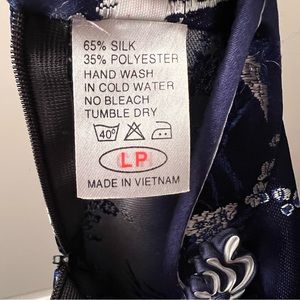 65% SILK
35% POLYESTER
HAND WASH
IN COLD WATER
NO BLEACH
TUMBLE DRY
40°
LP
MADE IN VIETNAM